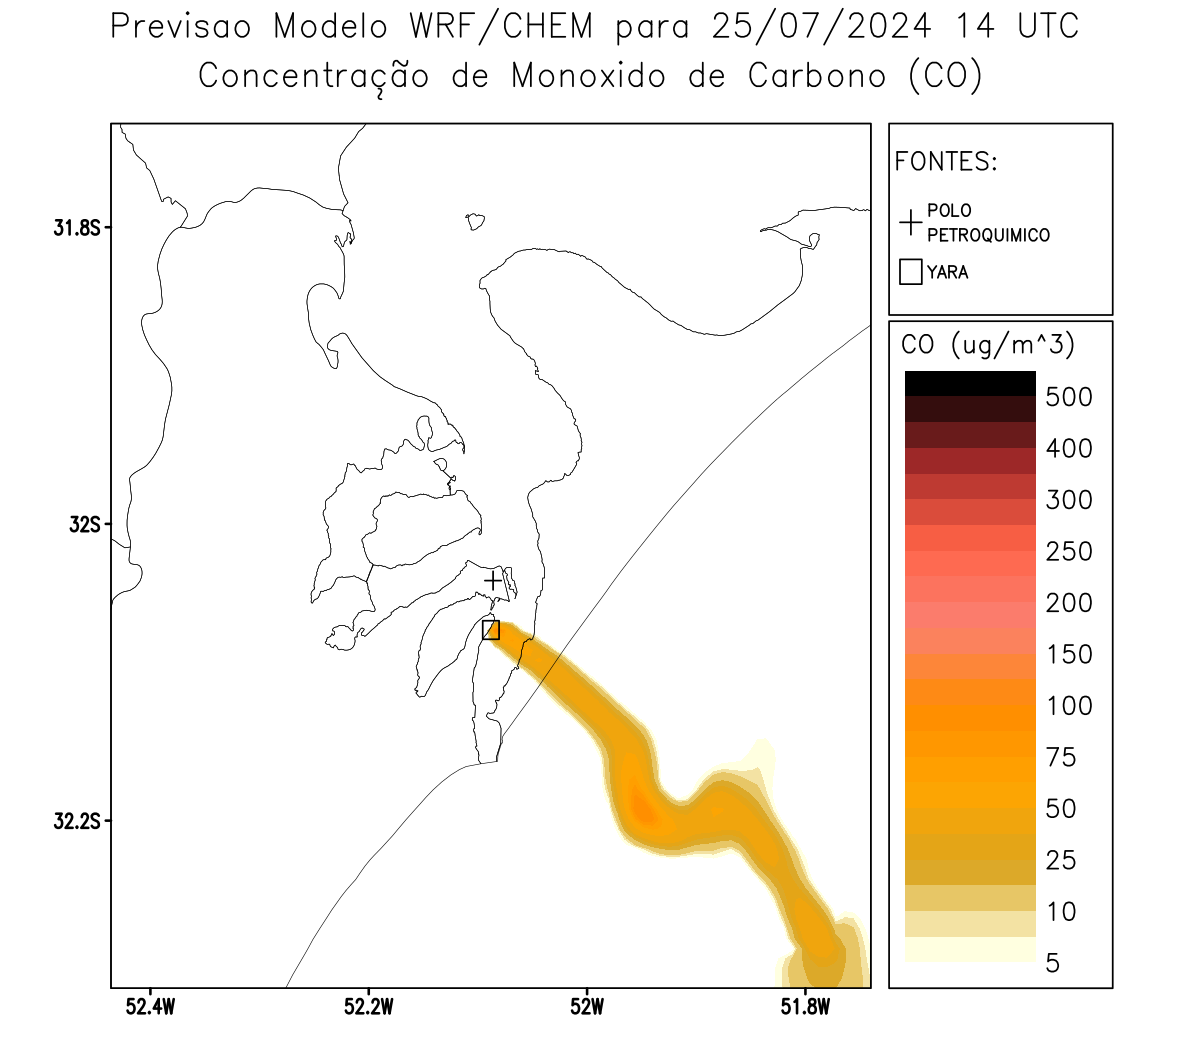 Previsao Modelo WRF/CHEM para 25/07/2024 14 UTC
Concentração de Monoxido de Carbono (CO)
FONTES:
POLO
PETROQUIMICO
YARA
CO (ug/m^3)
500
400
300
250
200
150
100
75
50
25
10
5
31.8S
32S
32.2S
52.4W
52.2W
52W
51.8W